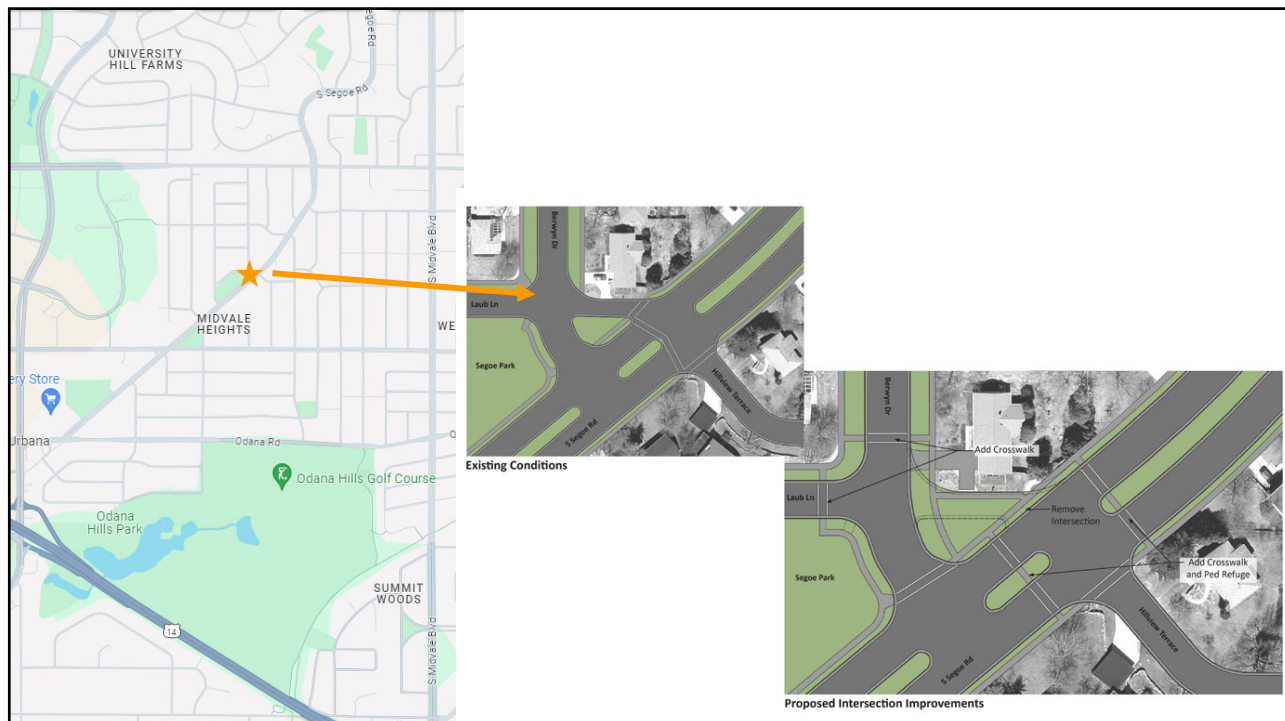 UNIVERSITY
HILL FARMS
egoe Rd
S Segoe Rd
S Midvale Blvd
MIDVALE
HEIGHTS
WE
ery Store
Urbana
Odana Rd
O
Odana Hills Golf Course
Odana
Hills Park
SUMMIT
WOODS
14
S Midvale Blvd
Berwyn Dr
Laub Ln
Segoe Park
Hillview Terrace
S Segoe Rd
Existing Conditions
Berwyn Dr
Add Crosswalk
Laub Ln
Remove
Intersection
Segoe Park
Add Crosswalk
and Ped Refuge
Hillview Terrace
S Segoe Rd
Proposed Intersection Improvements